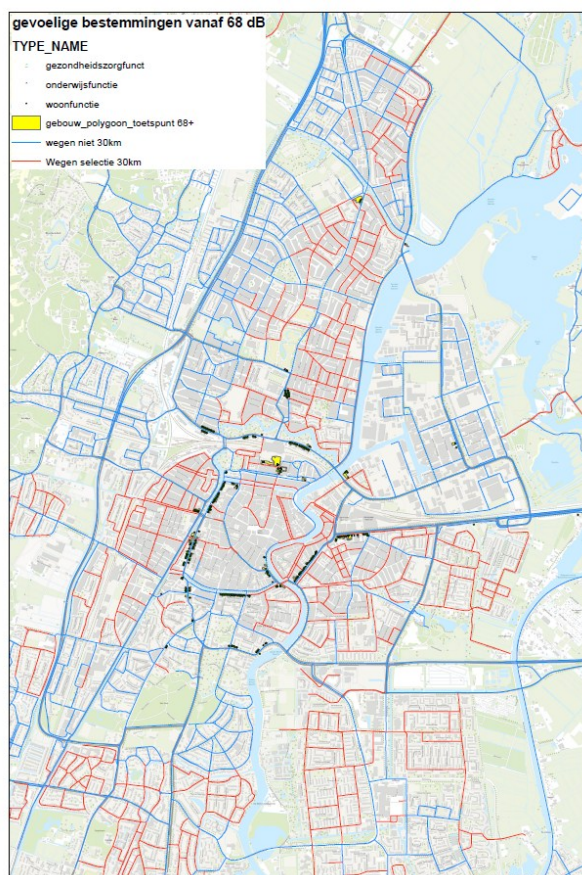 gevoelige bestemmingen vanaf 68 dB
TYPE_NAME
gezondheidszorgfunct
onderwijsfunctie
woonfunctie
gebouw_polygoon_toetspunt 68+
wegen niet 30km
Wegen selectie 30km